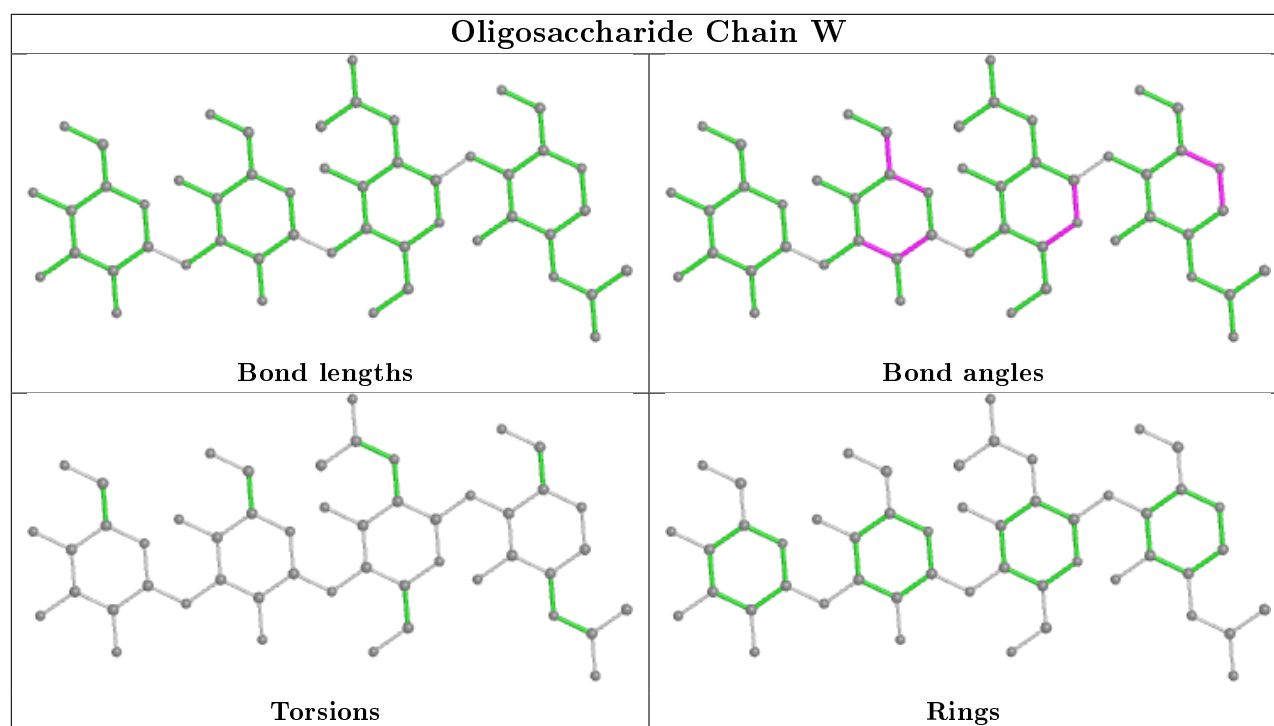 Oligosaccharide Chain W
Bond lengths
Bond angles
Torsions
Rings